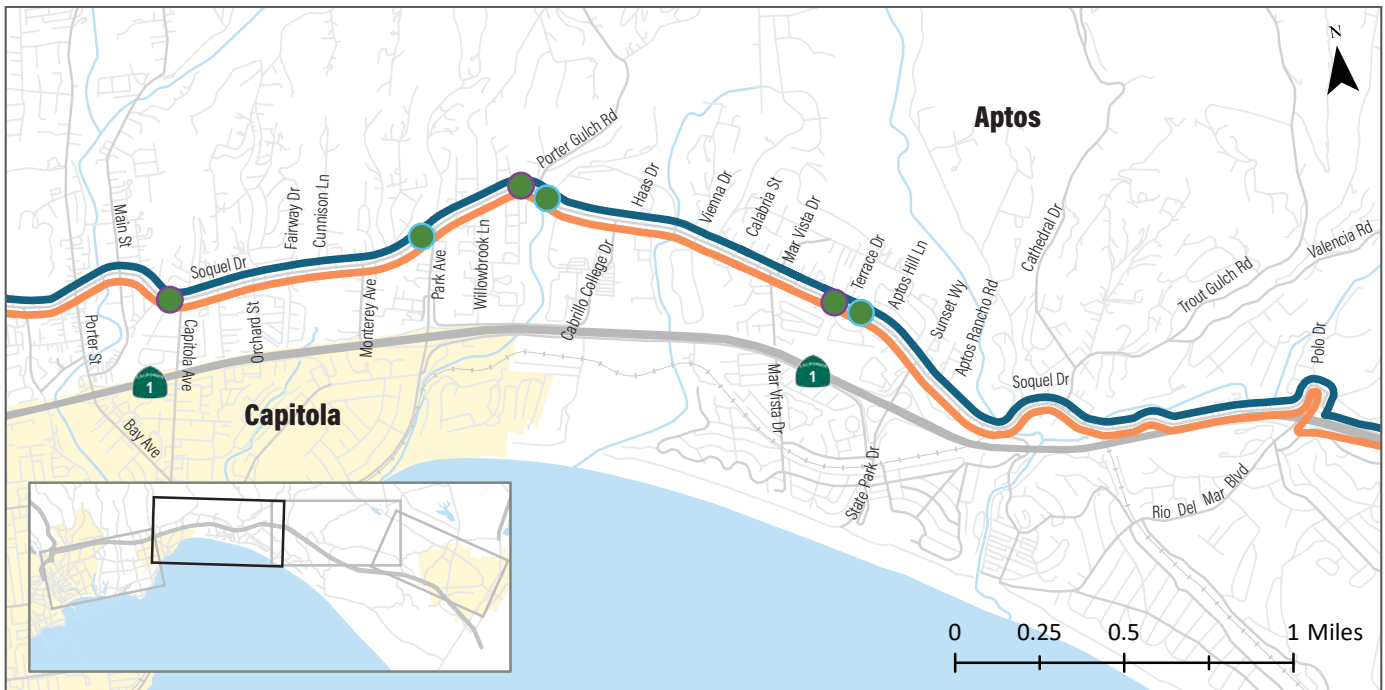 N
Aptos
Porter Gulch Rd
Main St
Fairway Dr
Cunnison Ln
Haas Dr
Vienna Dr
Calabria St
Mar Vista Dr
Cathedral Dr
Valencia Rd
Soquel Dr
Park Ave
Willowbrook Ln
Terrace Dr
Aptos Hill Ln
Trout Gulch Rd
Cabrillo College Dr
Sunset Wy
Aptos Rancho Rd
Porter St
Capitola Ave
Orchard St
Monterey Ave
Polo Dr
CALIFORNIA
1
CALIFORNIA
1
Soquel Dr
Capitola
Bay Ave
Mar Vista Dr
State Park Dr
Rio Del Mar Blvd
0 0.25 0.5 1 Miles